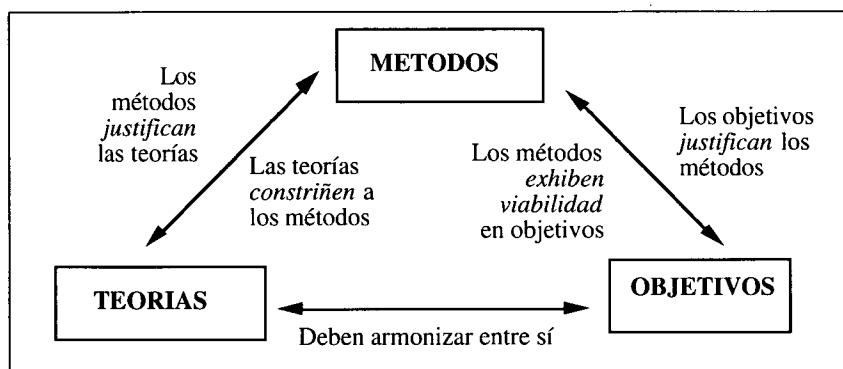 METODOS
Los
métodos
justifican
las teorías
Las teorías
constriñen a
los métodos
Los métodos
exhiben
viabilidad
en objetivos
Los objetivos
justifican los
métodos
TEORIAS
OBJETIVOS
Deben armonizar entre sí